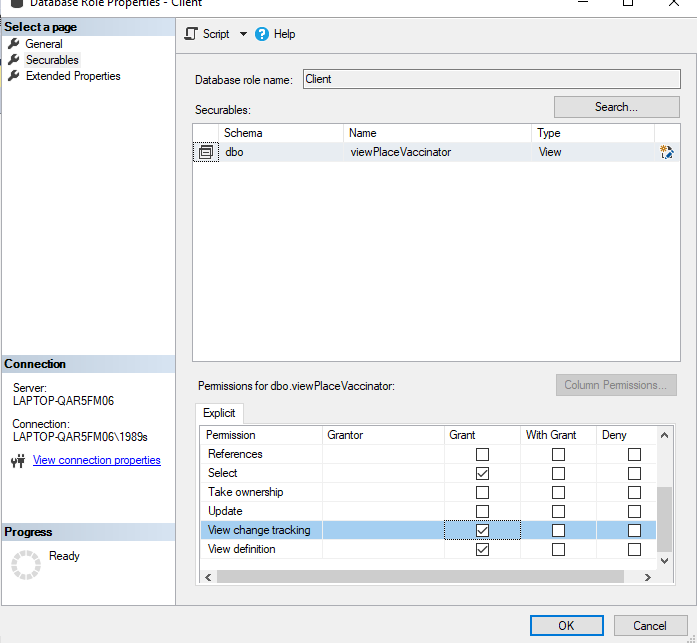 Database Role Properties - Client
Select a page
General
Securables
Extended Properties
Script
Help
Database role name:
Client
Securables:
Search...
Schema Name Type
dbo viewPlaceVaccinator View
Connection
Server:
LAPTOP-QAR5FM06
Connection:
LAPTOP-QAR5FM06\1989s
View connection properties
Progress
Ready
Permissions for dbo.viewPlaceVaccinator:
Column Permissions...
Explicit
Permission Grantor Grant With Grant Deny
References
Select
Take ownership
Update
View change tracking
View definition
OK
Cancel